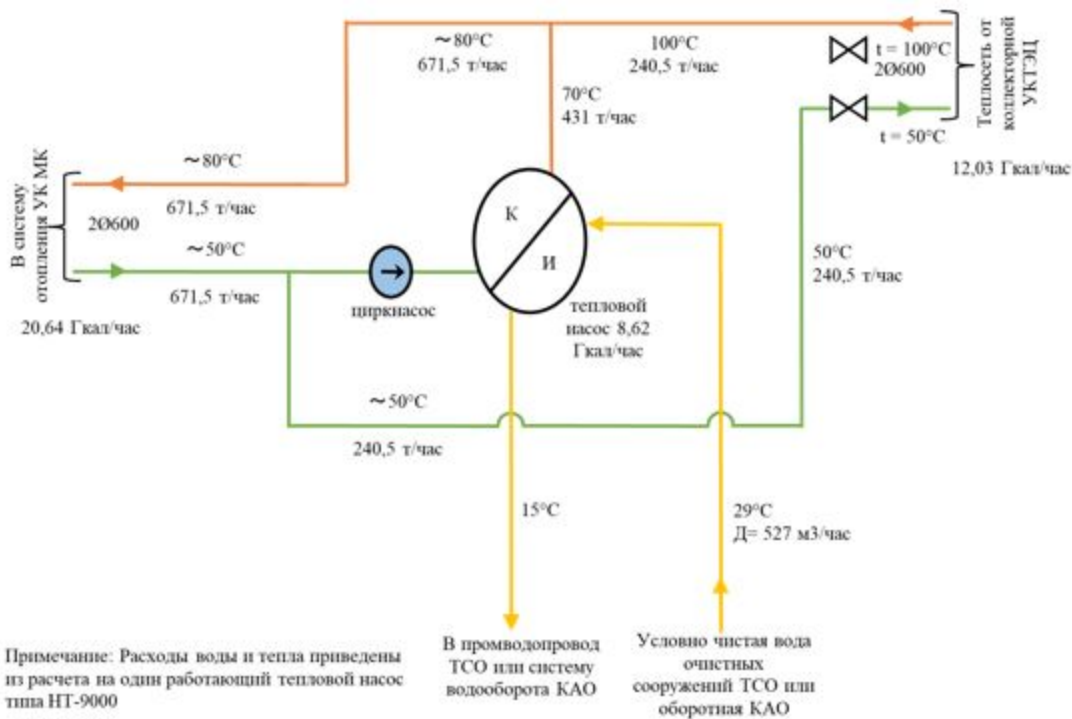 ~80°С
671,5 т/час
100°С
240,5 т/час
t = 100°С
2Ø600
Теплосеть от
коллекторной
УКТЭЦ
70°С
431 т/час
t = 50°С
12,03 Гкал/час
В систему
отопления УК МК
~80°С
671,5 т/час
2Ø600
~50°С
671,5 т/час
20,64 Гкал/час
циркнасос
К
И
тепловой
насос 8,62
Гкал/час
50°С
240,5 т/час
~50°С
240,5 т/час
15°С
29°С
Д= 527 м3/час
В промводопровод
ТСО или систему
водооборота КАО
Условно чистая вода
очистных
сооружений ТСО или
оборотная КАО
Примечание: Расходы воды и тепла приведены
из расчета на один работающий тепловой насос
типа НТ-9000